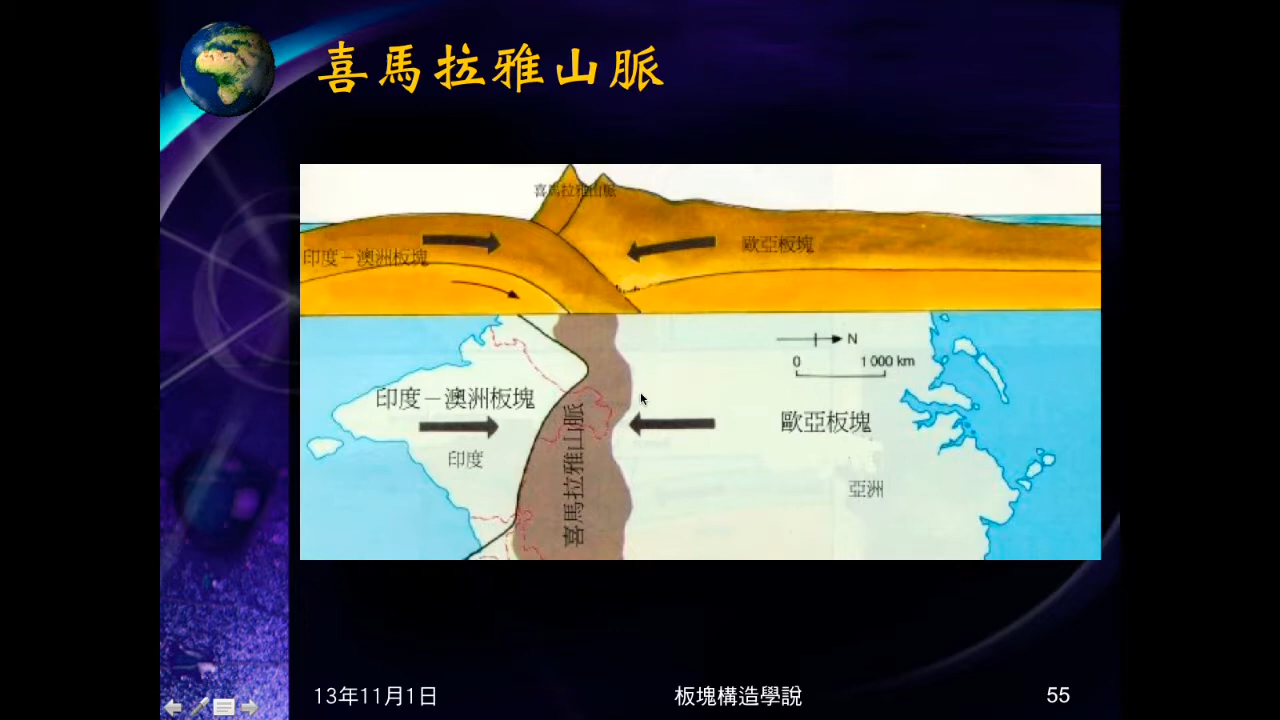 喜馬拉雅山脈
喜馬拉雅山脈
印度－澳洲板塊
歐亞板塊
N
0 1 000 km
印度－澳洲板塊
歐亞板塊
印度
喜馬拉雅山脈
亞洲
13年11月1日
板塊構造學說
55